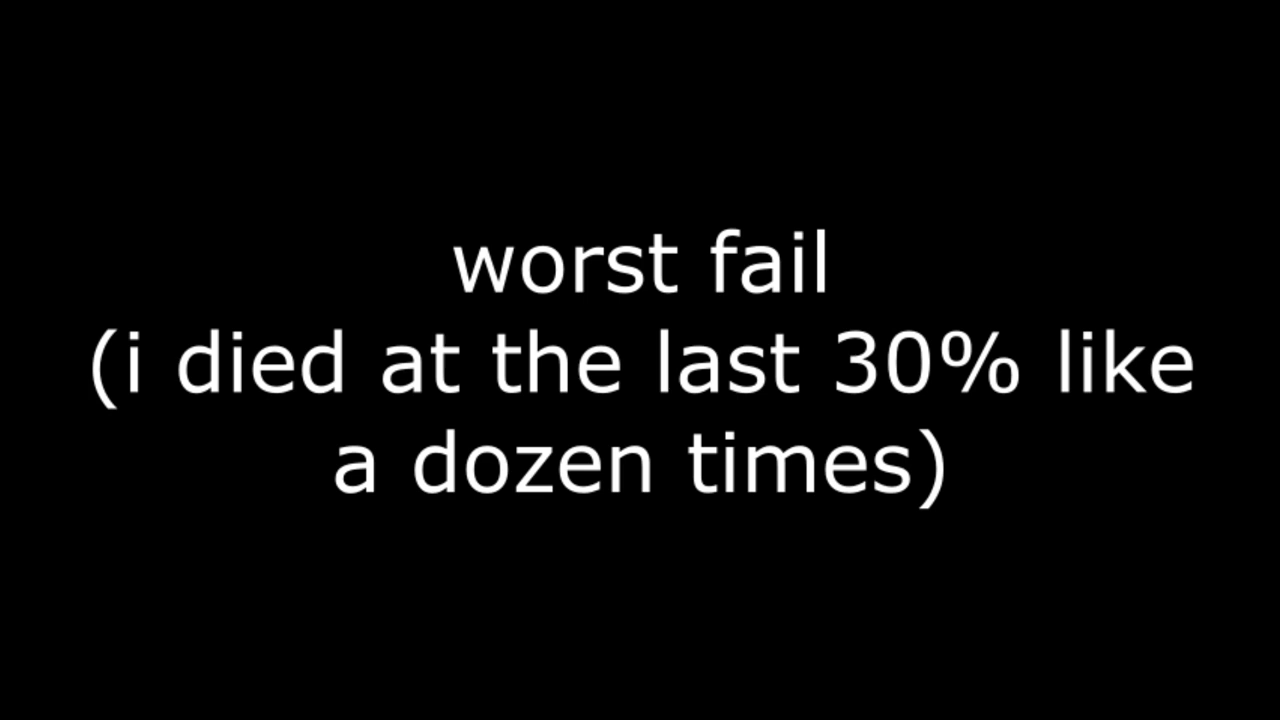 worst fail
(i died at the last 30% like
a dozen times)